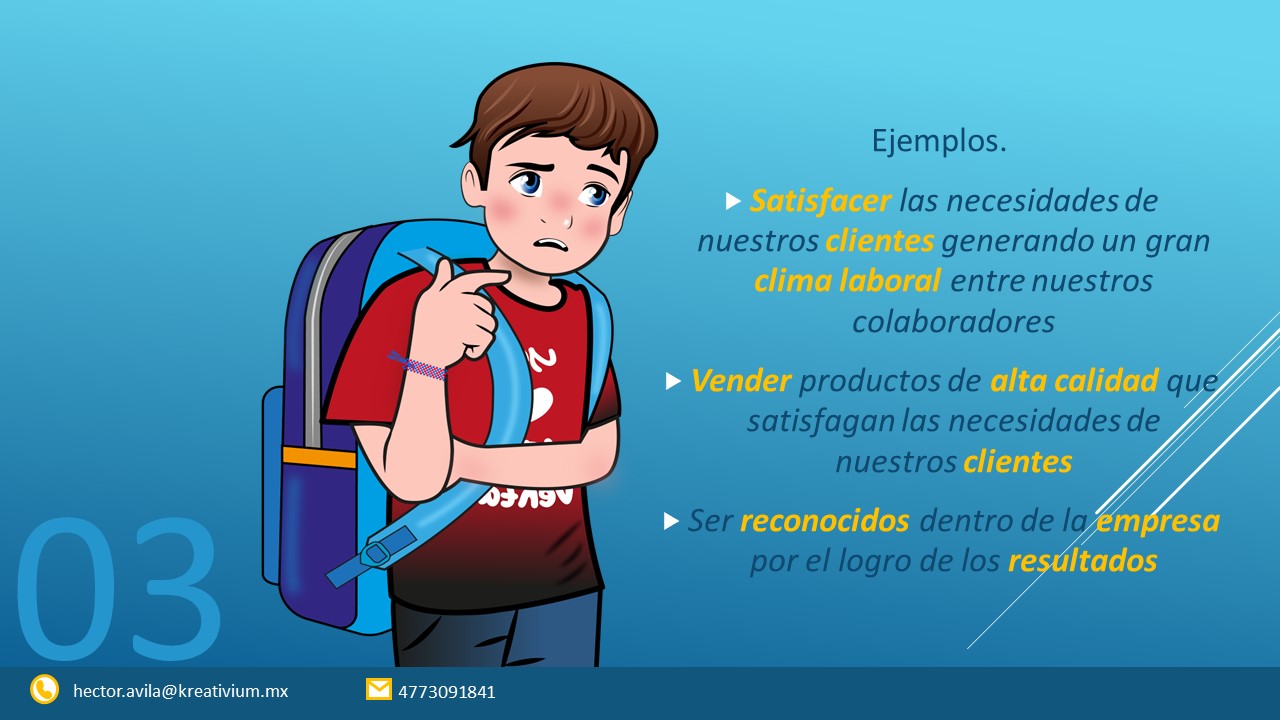 Ejemplos.
Satisfacer las necesidades de
nuestros clientes generando un gran
clima laboral entre nuestros
colaboradores
Vender productos de alta calidad que
satisfagan las necesidades de
nuestros clientes
Ser reconocidos dentro de la empresa
por el logro de los resultados
03
hector.avila@kreativium.mx
4773091841